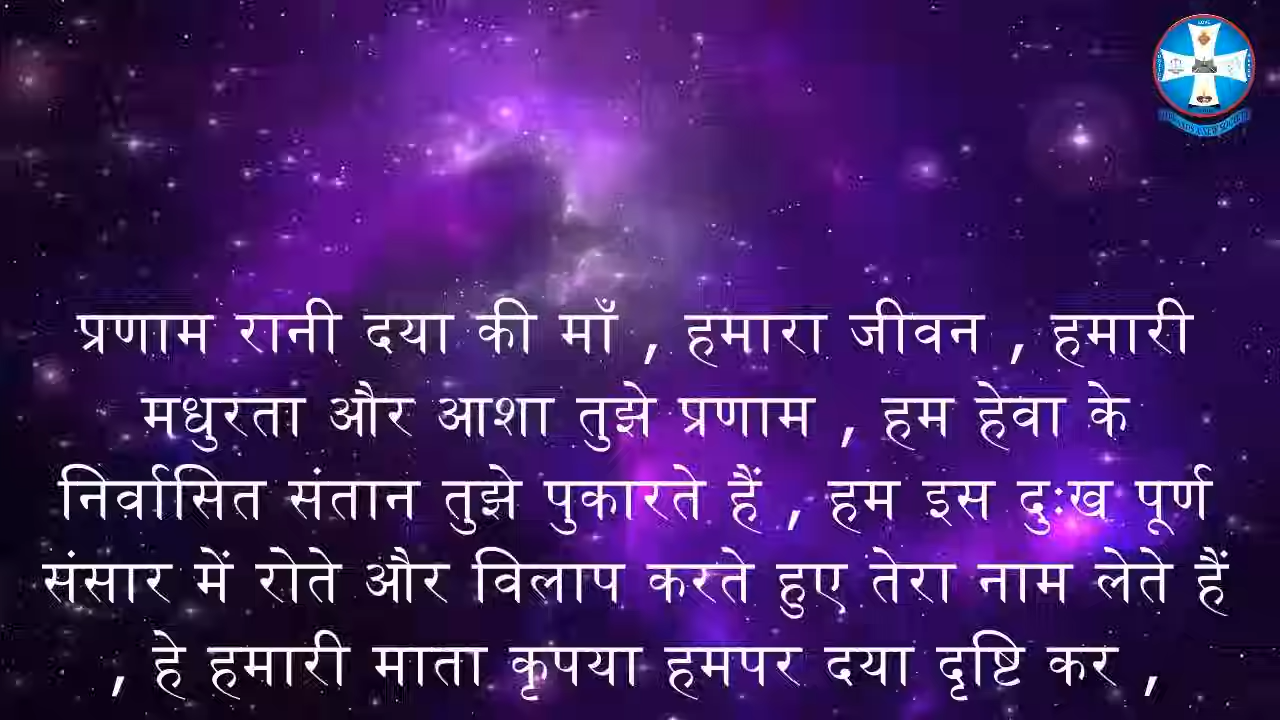 LOVE
प्रणाम रानी दया की माँ , हमारा जीवन , हमारी
मधुरता और आशा तुझे प्रणाम , हम हेवा के
निर्वासित संतान तुझे पुकारते हैं , हम इस दुःख पूर्ण
संसार में रोते और विलाप करते हुए तेरा नाम लेते हैं
, हे हमारी माता कृपया हमपर दया दृष्टि कर ,